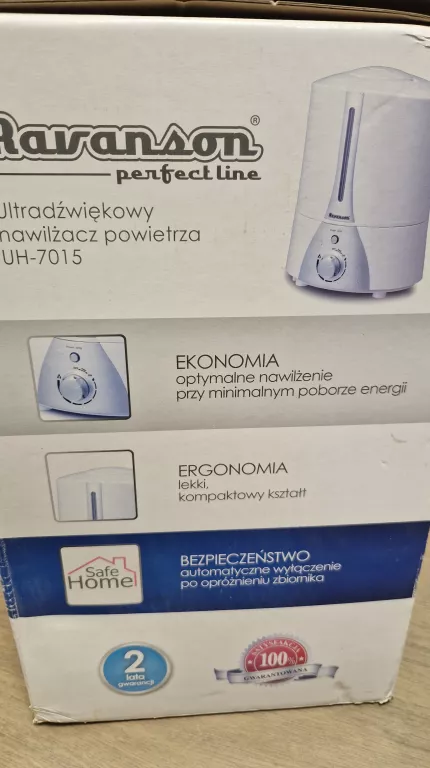 Ravanson®
perfect line
Ultradźwiękowy
nawilżacz powietrza
UH-7015
EKONOMIA
optymalne nawilżenie
przy minimalnym poborze energii
ERGONOMIA
lekki,
kompaktowy kształt
Safe
Home
BEZPIECZEŃSTWO
automatyczne wyłączenie
po opróżnieniu zbiornika
2
lata
gwarancji
SATYSFAKCJA
100%
GWARANTOWANA